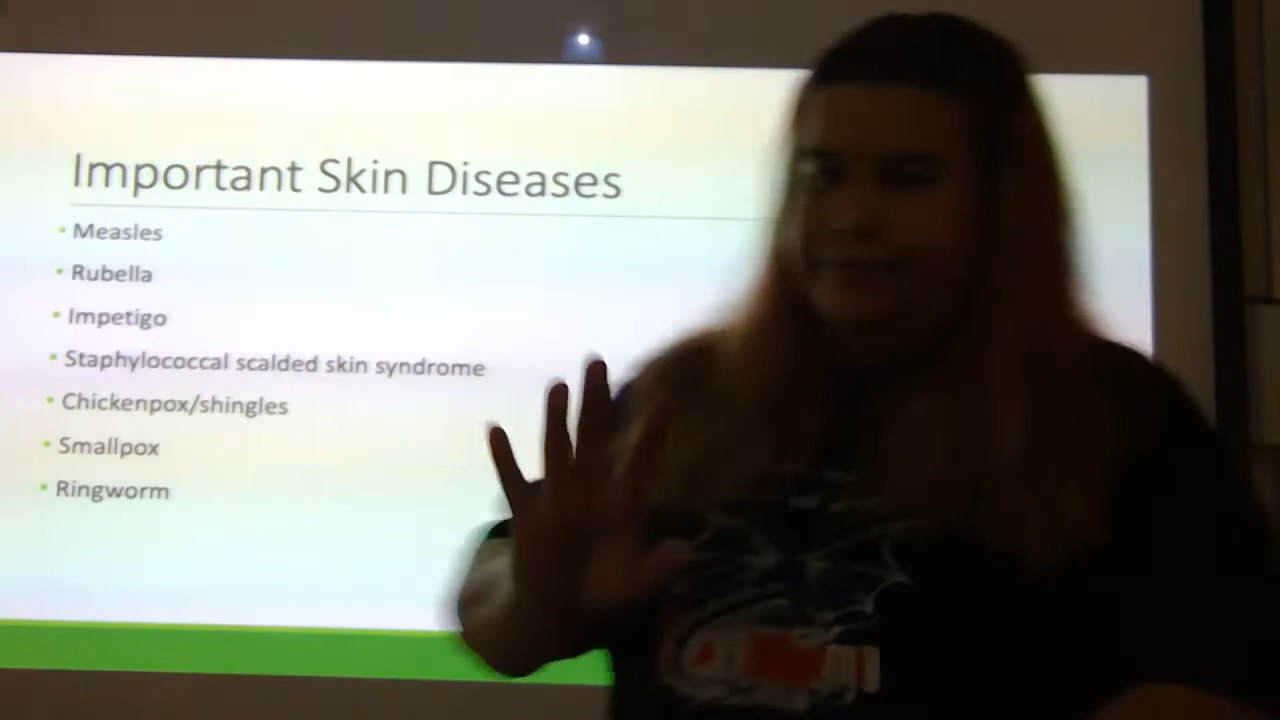 Important Skin Diseases
• Measles
• Rubella
• Impetigo
• Staphylococcal scalded skin syndrome
• Chickenpox/shingles
• Smallpox
• Ringworm